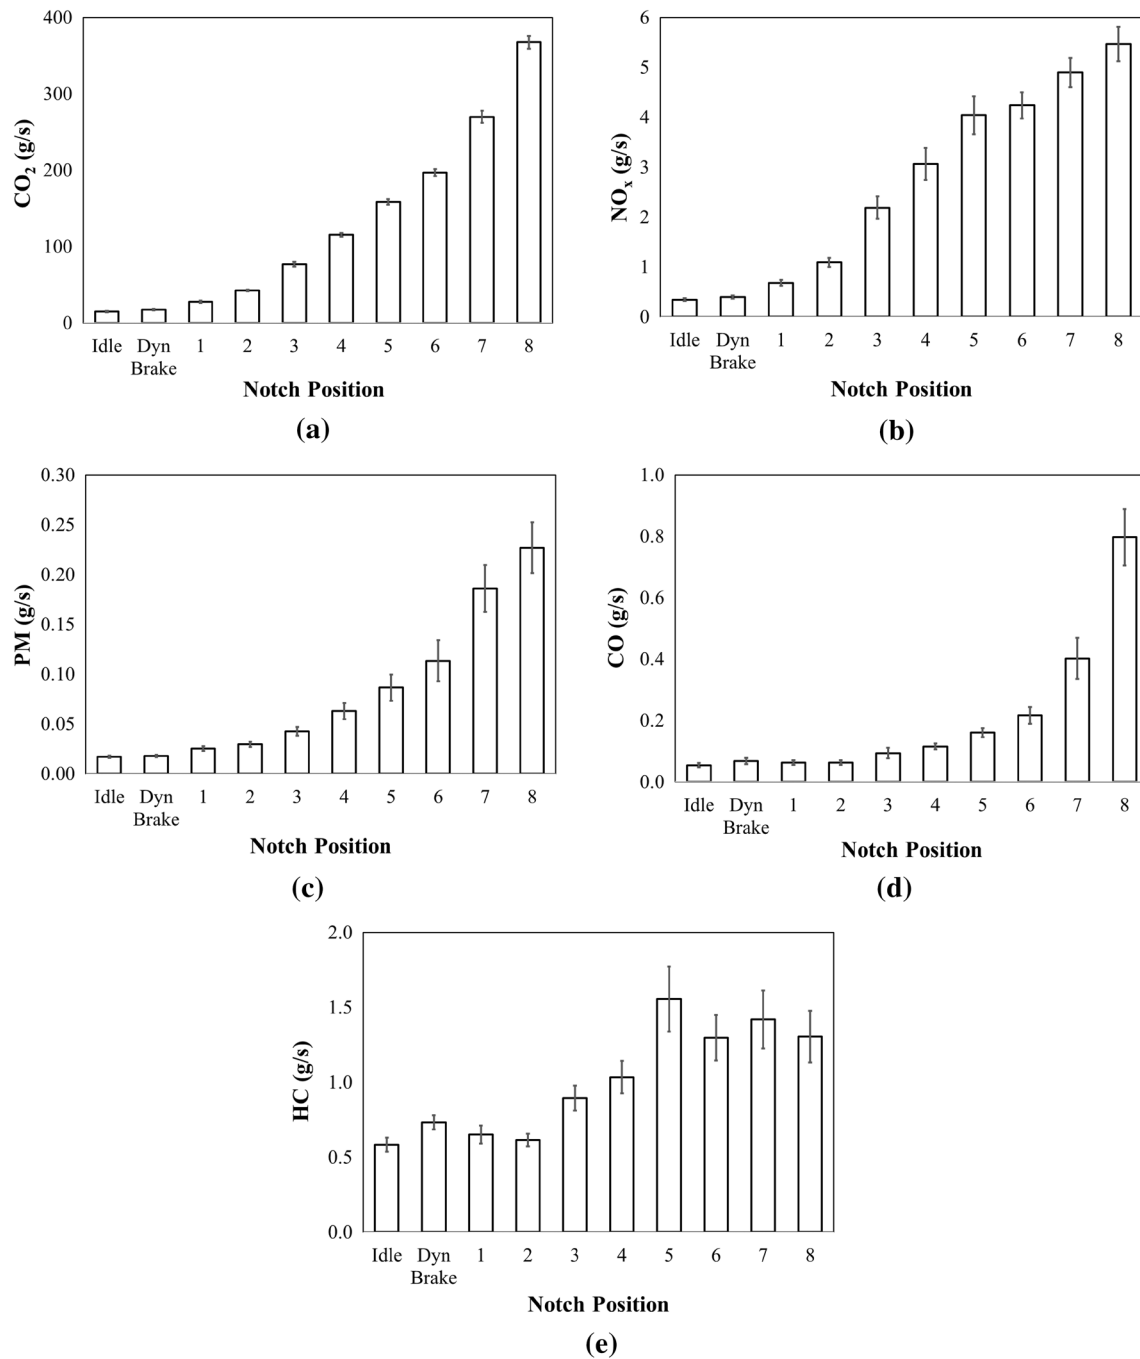 400
300
200
100
0
CO₂ (g/s)
Idle Dyn Brake 1 2 3 4 5 6 7 8
Notch Position
(a)
6
5
4
3
2
1
0
NOₓ (g/s)
Idle Dyn Brake 1 2 3 4 5 6 7 8
Notch Position
(b)
0.30
0.25
0.20
0.15
0.10
0.05
0.00
PM (g/s)
Idle Dyn Brake 1 2 3 4 5 6 7 8
Notch Position
(c)
1.0
0.8
0.6
0.4
0.2
0.0
CO (g/s)
Idle Dyn Brake 1 2 3 4 5 6 7 8
Notch Position
(d)
2.0
1.5
1.0
0.5
0.0
HC (g/s)
Idle Dyn Brake 1 2 3 4 5 6 7 8
Notch Position
(e)